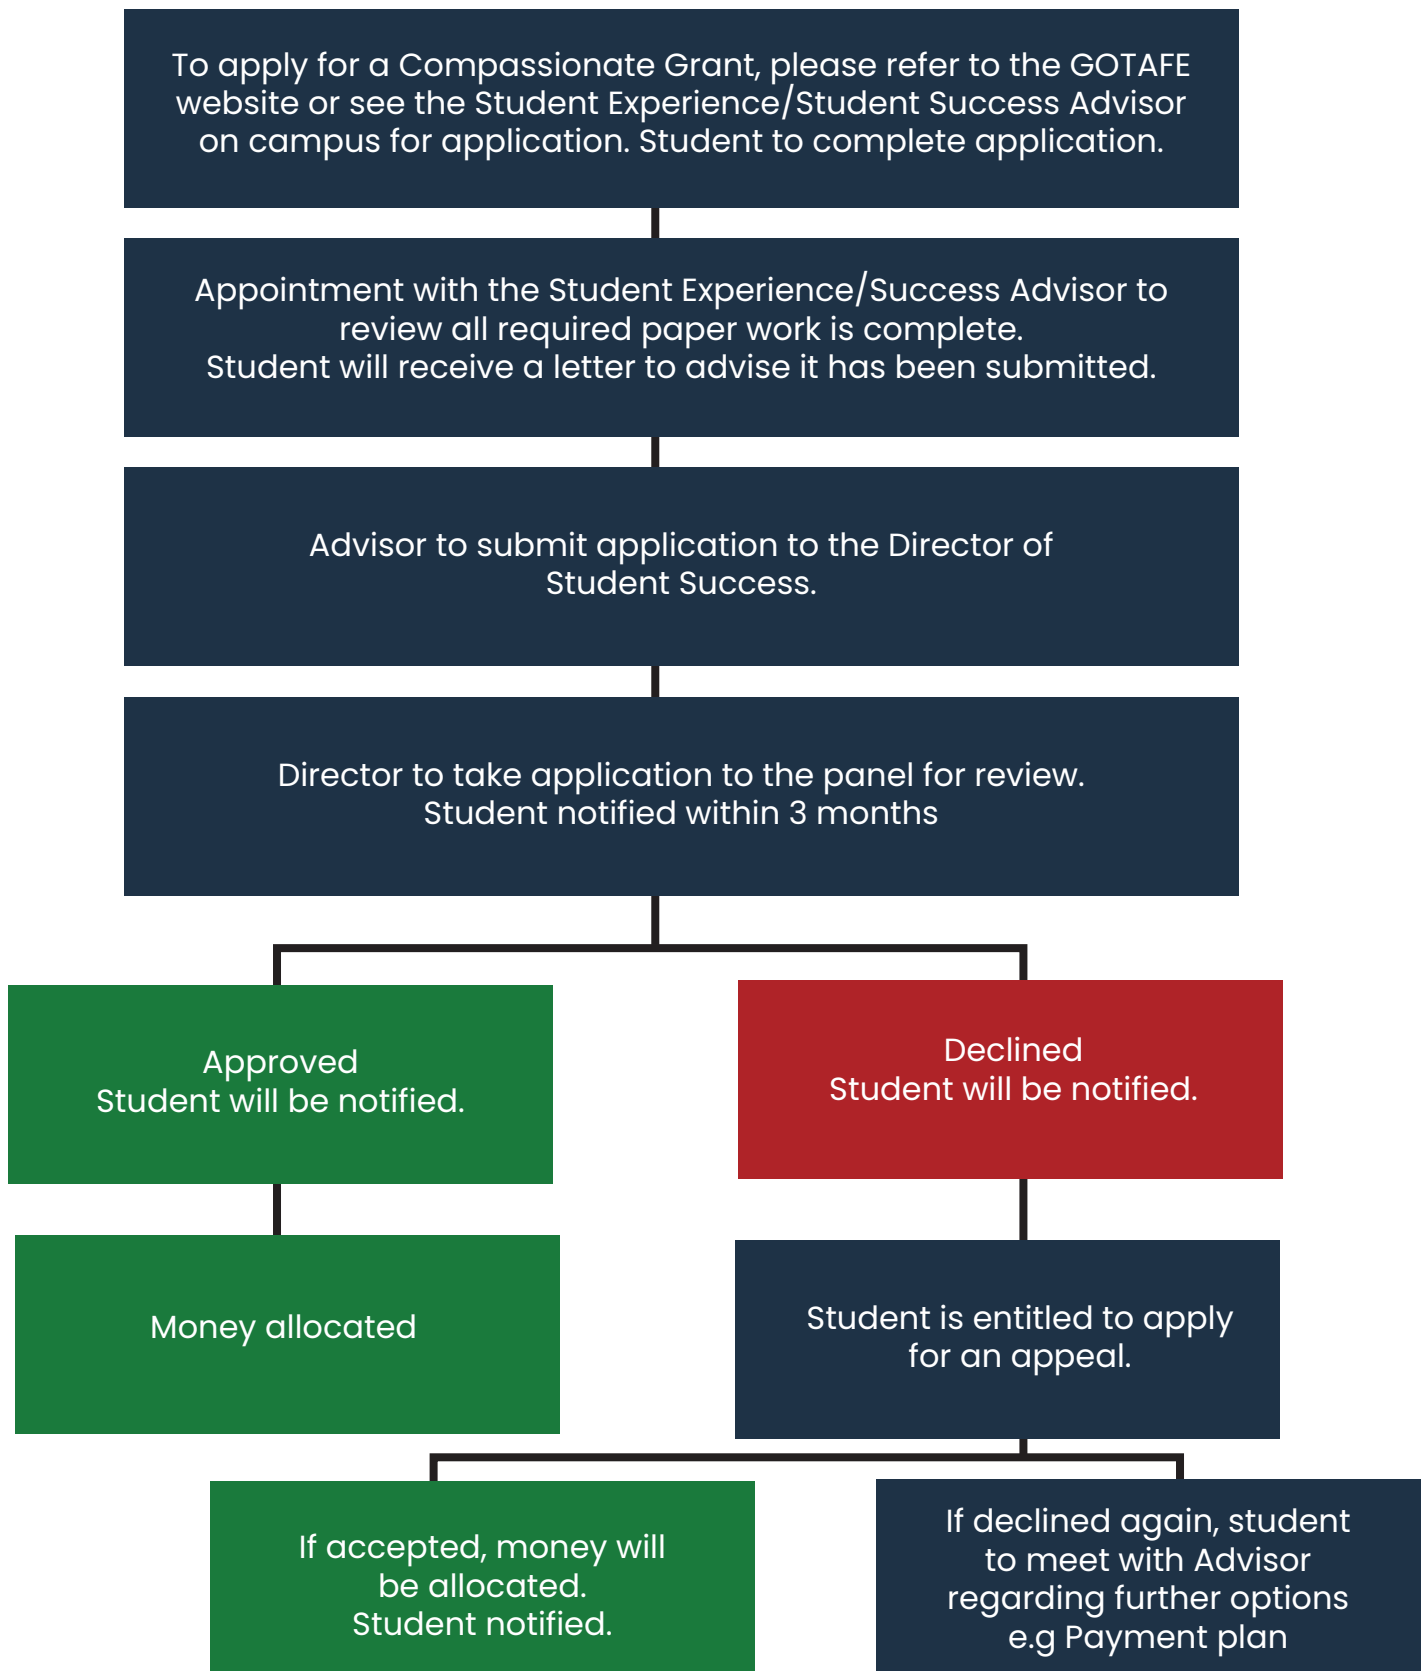 To apply for a Compassionate Grant, please refer to the GOTAFE
website or see the Student Experience/Student Success Advisor
on campus for application. Student to complete application.
Appointment with the Student Experience/Success Advisor to
review all required paper work is complete.
Student will receive a letter to advise it has been submitted.
Advisor to submit application to the Director of
Student Success.
Director to take application to the panel for review.
Student notified within 3 months
Approved
Student will be notified.
Declined
Student will be notified.
Money allocated
Student is entitled to apply
for an appeal.
If accepted, money will
be allocated.
Student notified.
If declined again, student
to meet with Advisor
regarding further options
e.g Payment plan